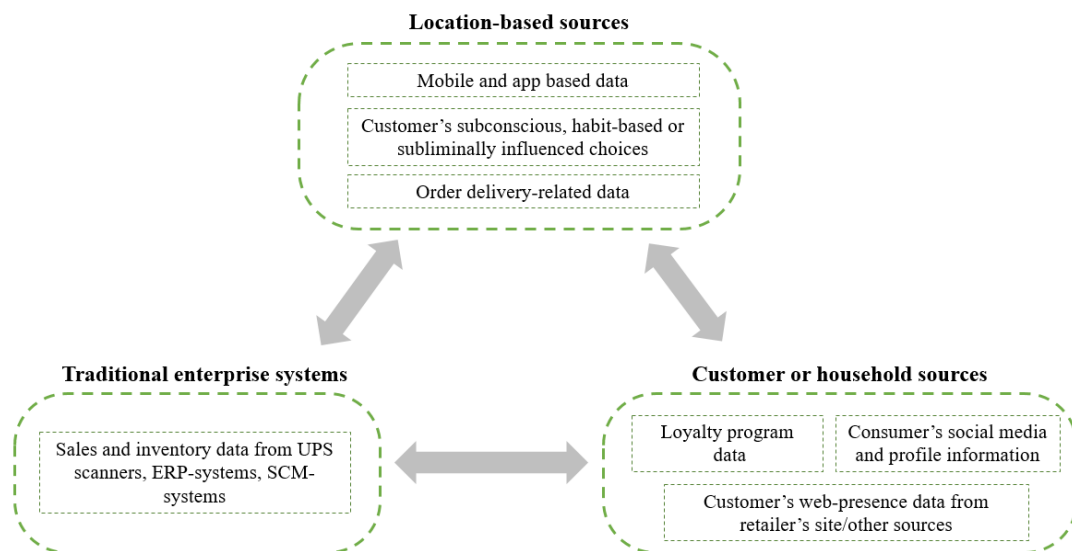 Location-based sources
Mobile and app based data
Customer’s subconscious, habit-based or
subliminally influenced choices
Order delivery-related data
Traditional enterprise systems
Sales and inventory data from UPS
scanners, ERP-systems, SCM-
systems
Customer or household sources
Loyalty program
data
Consumer’s social media
and profile information
Customer’s web-presence data from
retailer’s site/other sources